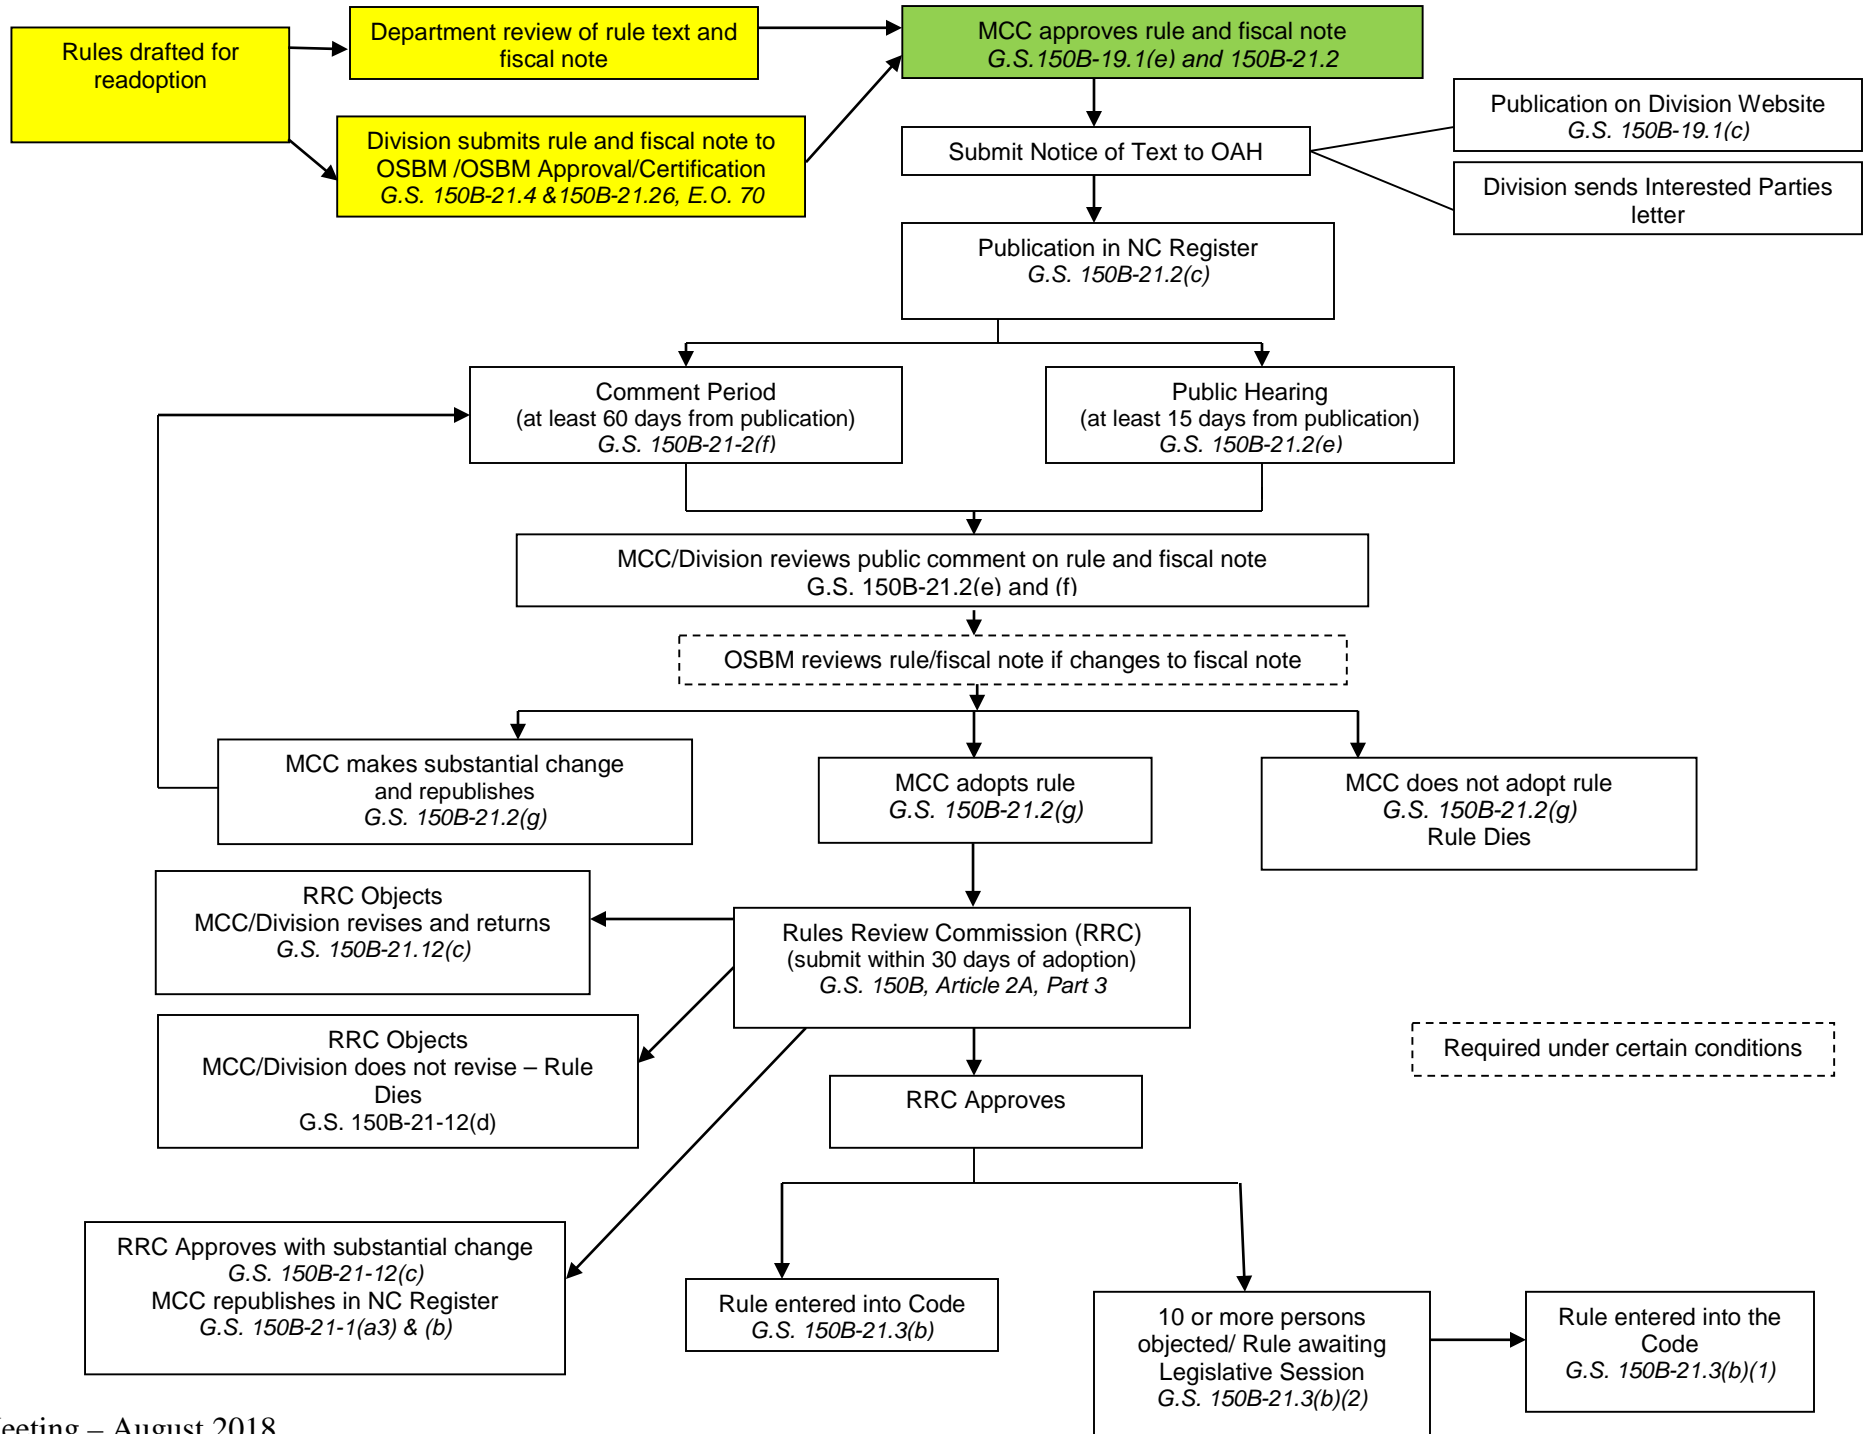 Rules drafted for
readoption
Department review of rule text and
fiscal note
MCC approves rule and fiscal note
G.S.150B-19.1(e) and 150B-21.2
Division submits rule and fiscal note to
OSBM /OSBM Approval/Certification
G.S. 150B-21.4 &150B-21.26, E.O. 70
Submit Notice of Text to OAH
Publication on Division Website
G.S. 150B-19.1(c)
Division sends Interested Parties
letter
Publication in NC Register
G.S. 150B-21.2(c)
Comment Period
(at least 60 days from publication)
G.S. 150B-21-2(f)
Public Hearing
(at least 15 days from publication)
G.S. 150B-21.2(e)
MCC/Division reviews public comment on rule and fiscal note
G.S. 150B-21.2(e) and (f)
OSBM reviews rule/fiscal note if changes to fiscal note
MCC makes substantial change
and republishes
G.S. 150B-21.2(g)
MCC adopts rule
G.S. 150B-21.2(g)
MCC does not adopt rule
G.S. 150B-21.2(g)
Rule Dies
RRC Objects
MCC/Division revises and returns
G.S. 150B-21.12(c)
Rules Review Commission (RRC)
(submit within 30 days of adoption)
G.S. 150B, Article 2A, Part 3
RRC Objects
MCC/Division does not revise – Rule
Dies
G.S. 150B-21-12(d)
Required under certain conditions
RRC Approves
RRC Approves with substantial change
G.S. 150B-21-12(c)
MCC republishes in NC Register
G.S. 150B-21-1(a3) & (b)
Rule entered into Code
G.S. 150B-21.3(b)
10 or more persons
objected/ Rule awaiting
Legislative Session
G.S. 150B-21.3(b)(2)
Rule entered into the
Code
G.S. 150B-21.3(b)(1)
– August 2018